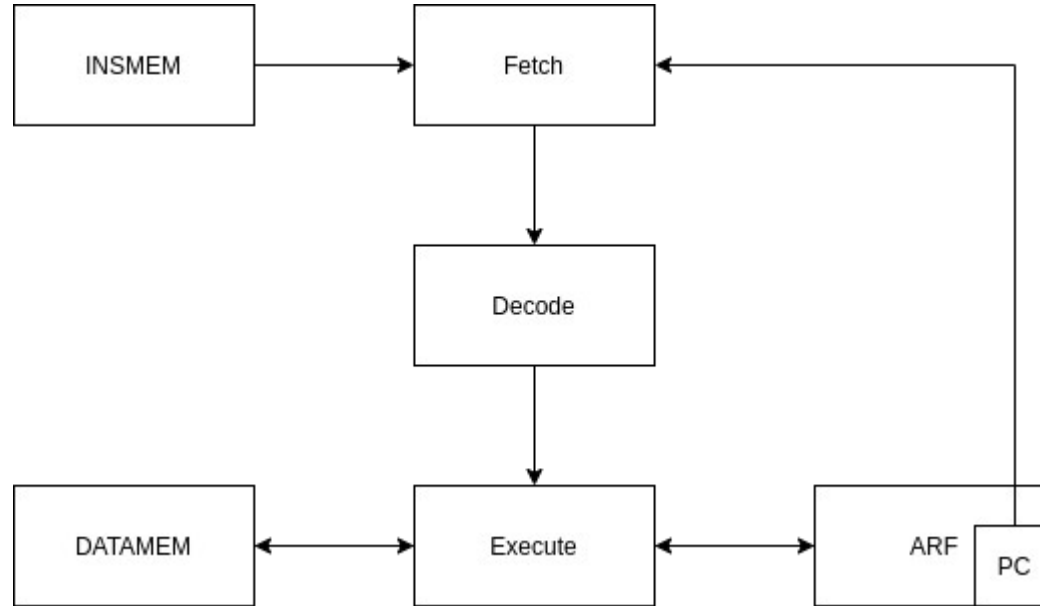 INSMEM
Fetch
Decode
DATAMEM
Execute
ARF
PC